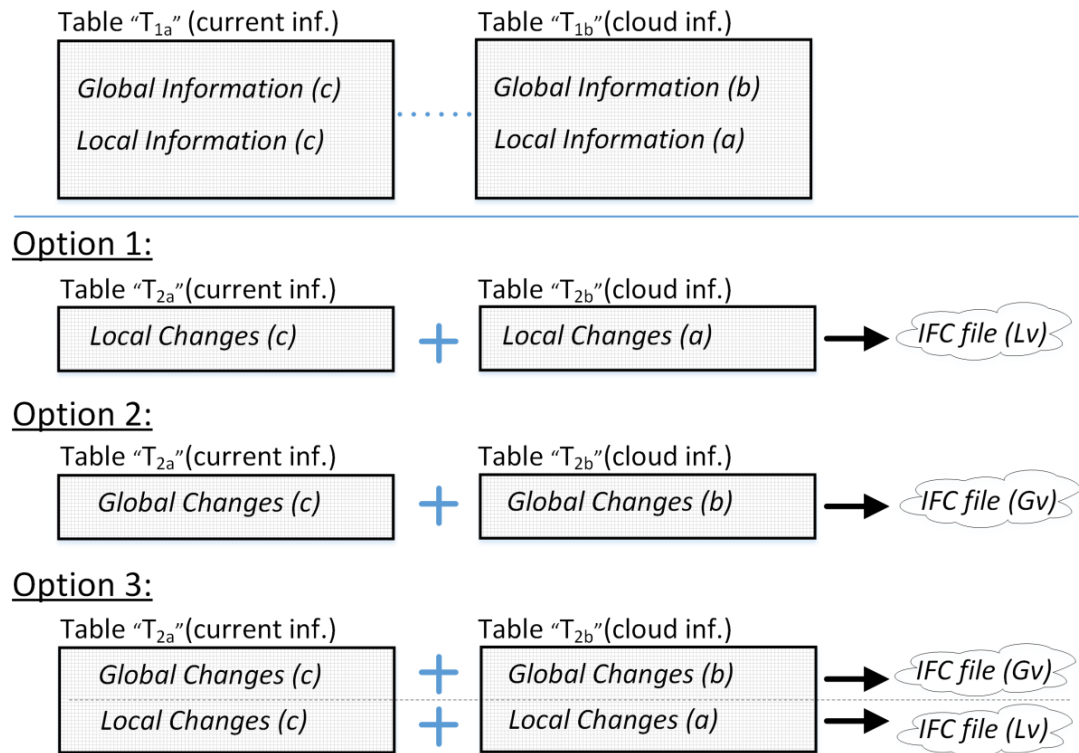 Table “T1a” (current inf.) Table “T1b” (cloud inf.)
Global Information (c) Global Information (b)
Local Information (c) Local Information (a)
Option 1:
Table “T2a”(current inf.) Table “T2b”(cloud inf.)
Local Changes (c) + Local Changes (a) IFC file (Lv)
Option 2:
Table “T2a”(current inf.) Table “T2b”(cloud inf.)
Global Changes (c) + Global Changes (b) IFC file (Gv)
Option 3:
Table “T2a”(current inf.) Table “T2b”(cloud inf.)
Global Changes (c) + Global Changes (b) IFC file (Gv)
Local Changes (c) + Local Changes (a) IFC file (Lv)